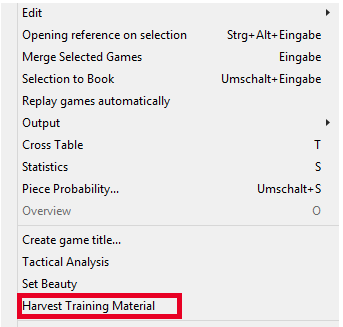 Edit
Opening reference on selection Strg+Alt+Eingabe
Merge Selected Games Eingabe
Selection to Book Umschalt+Eingabe
Replay games automatically
Output
Cross Table T
Statistics S
Piece Probability... Umschalt+S
Overview O
Create game title...
Tactical Analysis
Set Beauty
Harvest Training Material